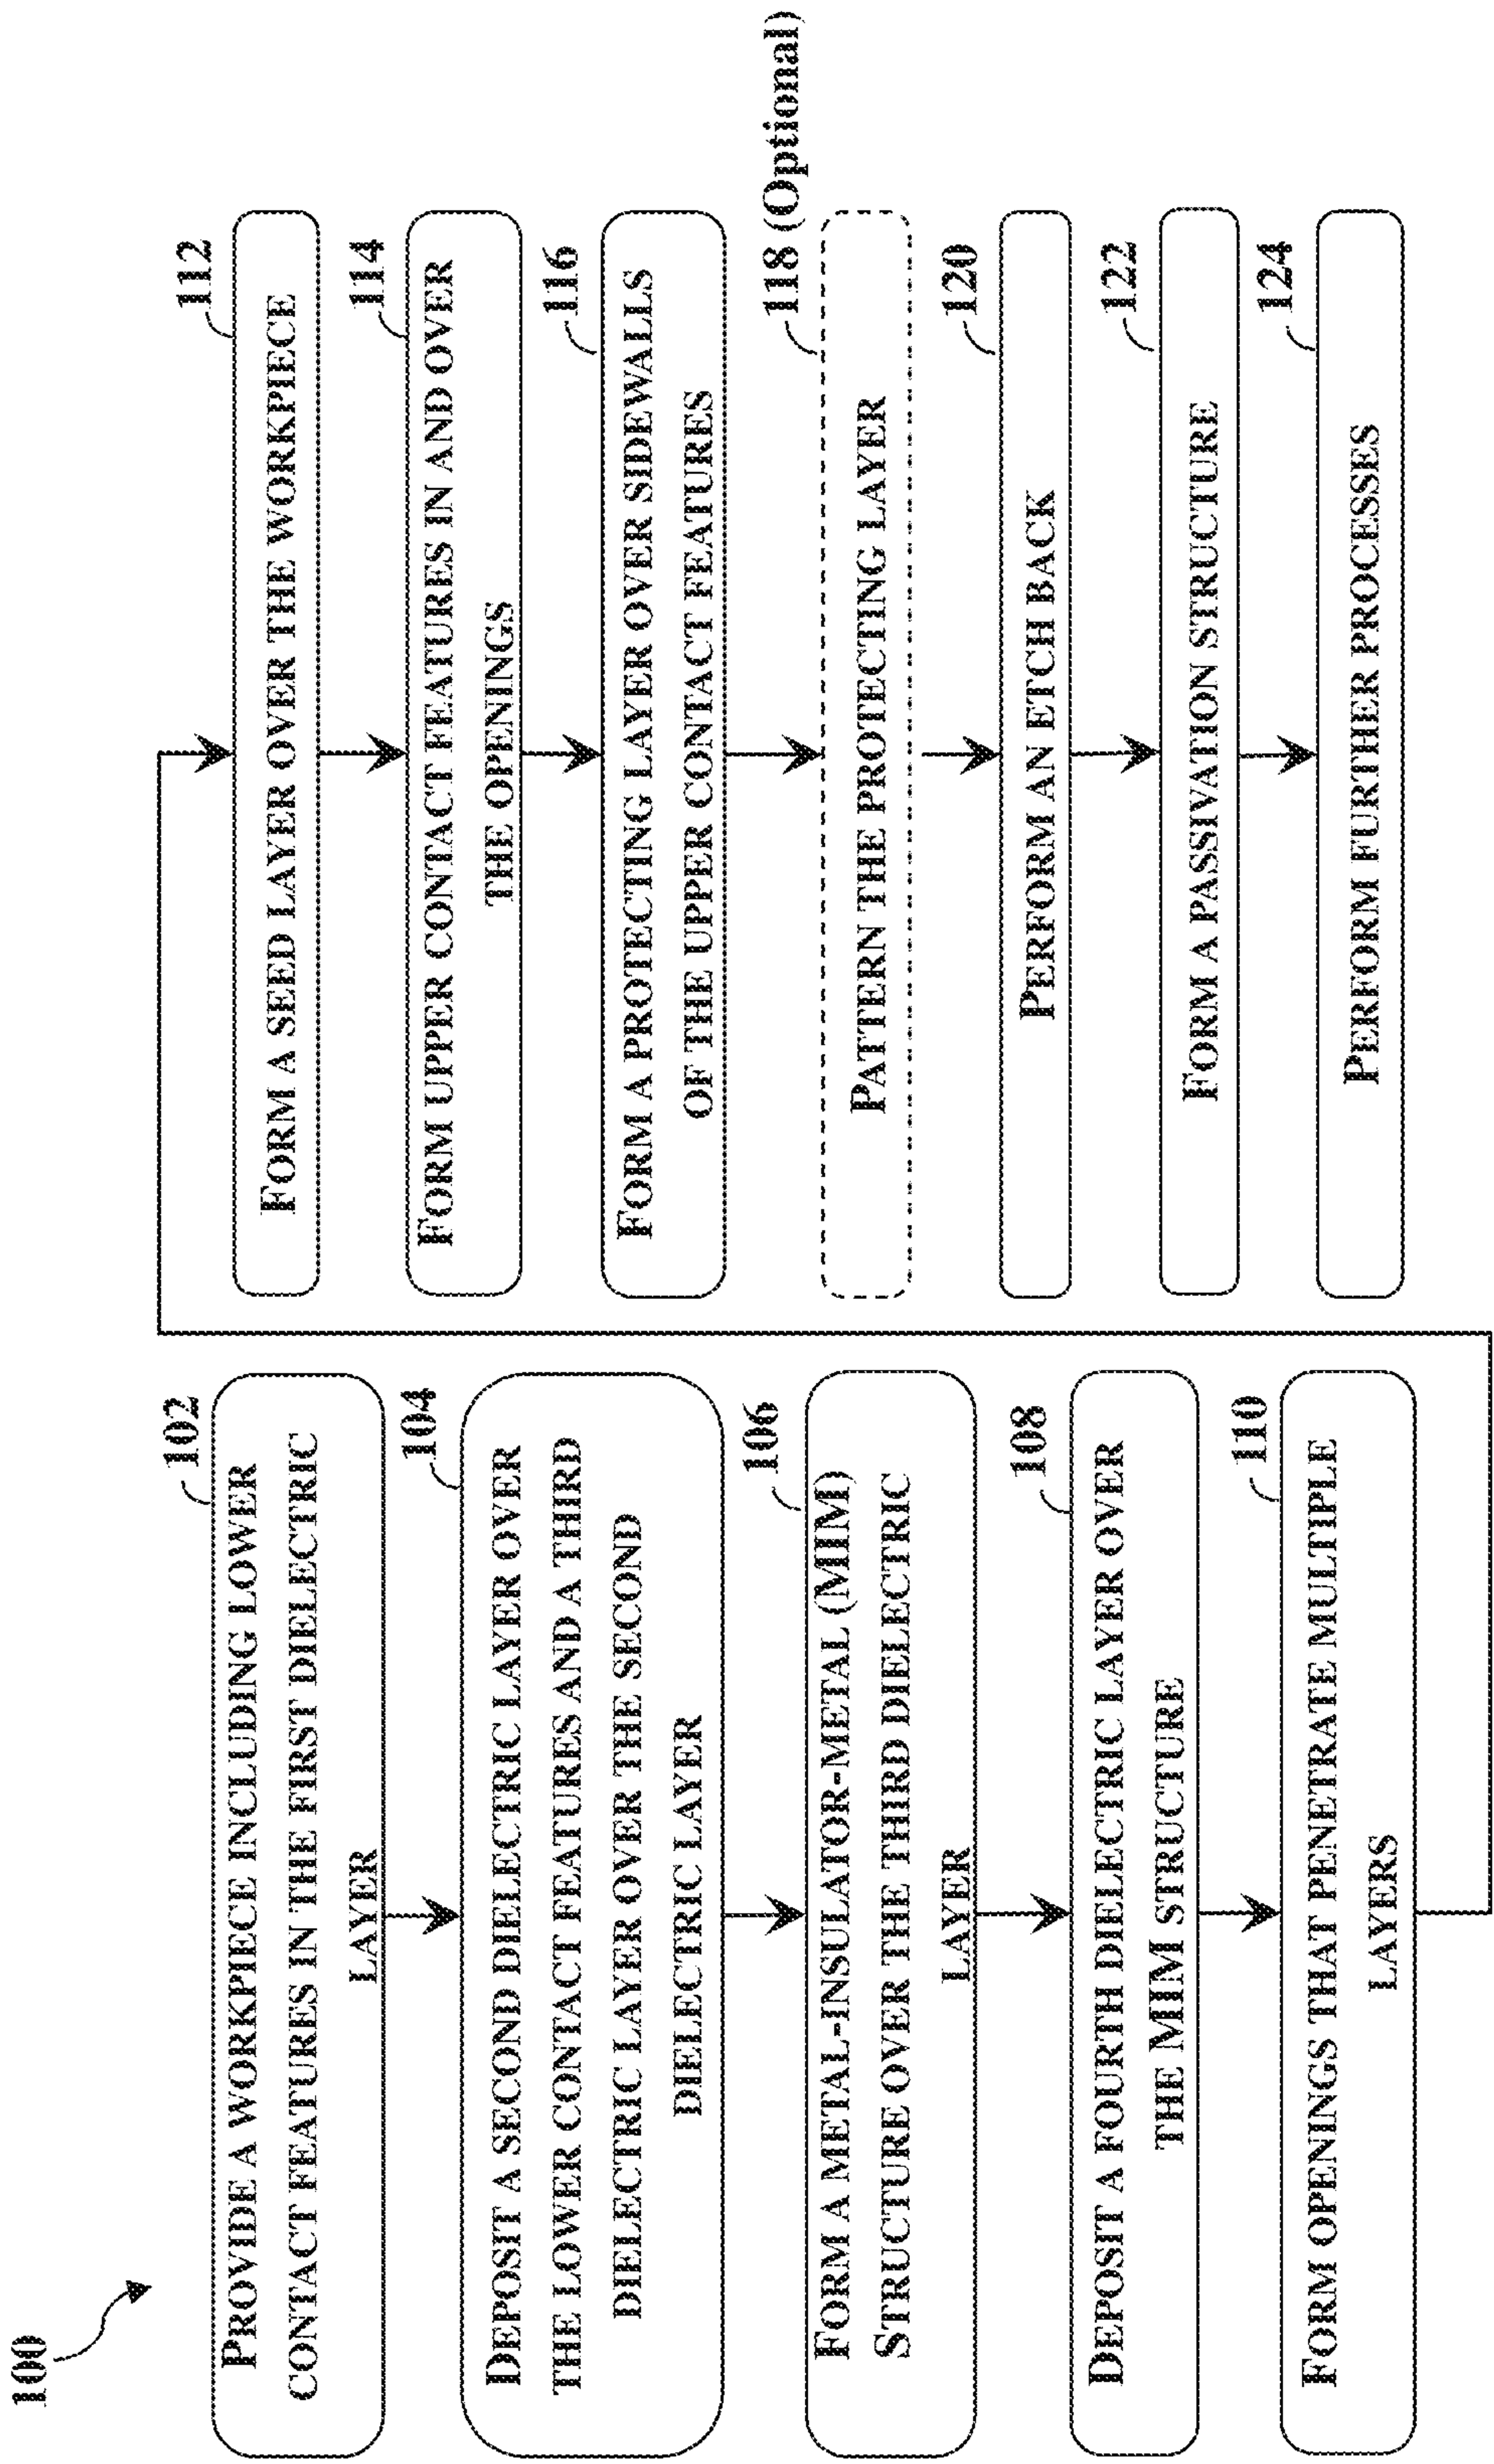 100
102
PROVIDE A WORKPIECE INCLUDING LOWER
CONTACT FEATURES IN THE FIRST DIELECTRIC
LAYER
104
DEPOSIT A SECOND DIELECTRIC LAYER OVER
THE LOWER CONTACT FEATURES AND A THIRD
DIELECTRIC LAYER OVER THE SECOND
DIELECTRIC LAYER
106
FORM A METAL-INSULATOR-METAL (MIM)
STRUCTURE OVER THE THIRD DIELECTRIC
LAYER
108
DEPOSIT A FOURTH DIELECTRIC LAYER OVER
THE MIM STRUCTURE
110
FORM OPENINGS THAT PENETRATE MULTIPLE
LAYERS
112
FORM A SEED LAYER OVER THE WORKPIECE
114
FORM UPPER CONTACT FEATURES IN AND OVER
THE OPENINGS
116
FORM A PROTECTING LAYER OVER SIDEWALLS
OF THE UPPER CONTACT FEATURES
118 (Optional)
PATTERN THE PROTECTING LAYER
120
PERFORM AN ETCH BACK
122
FORM A PASSIVATION STRUCTURE
124
PERFORM FURTHER PROCESSES